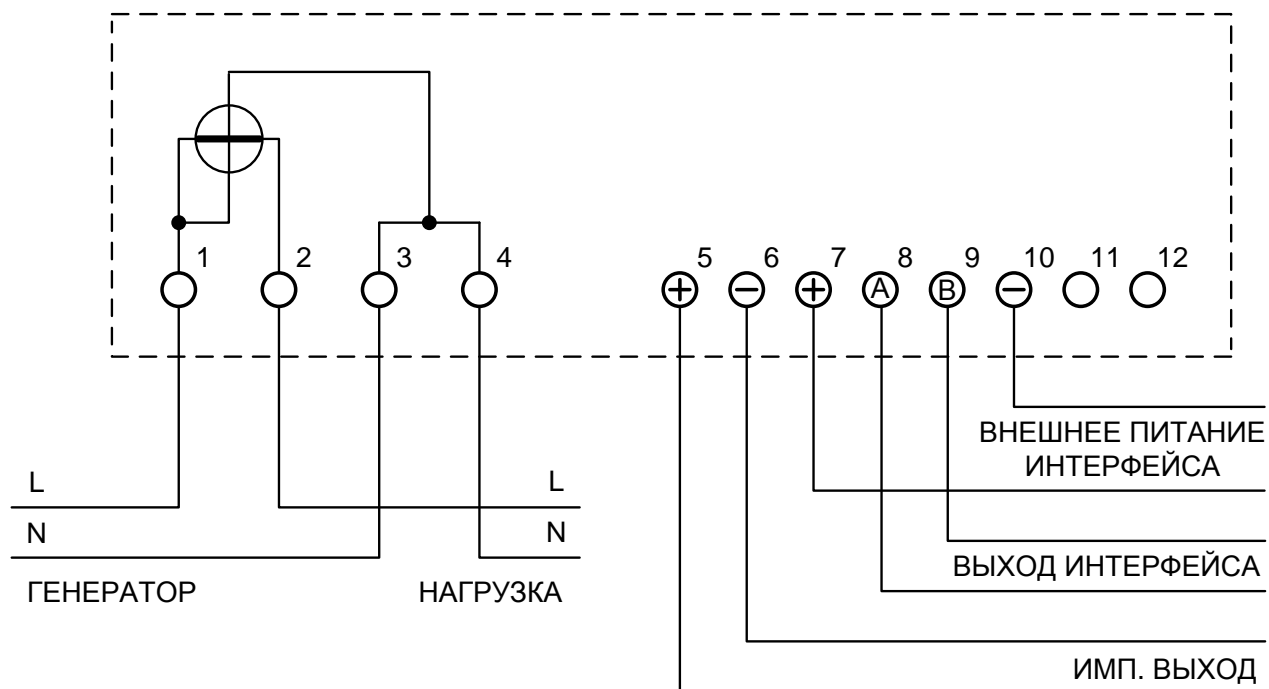 1 2 3 4 5 6 7 8 9 10 11 12
+ − + A B −
ВНЕШНЕЕ ПИТАНИЕ
ИНТЕРФЕЙСА
L L
N N
ВЫХОД ИНТЕРФЕЙСА
ГЕНЕРАТОР НАГРУЗКА
ИМП. ВЫХОД